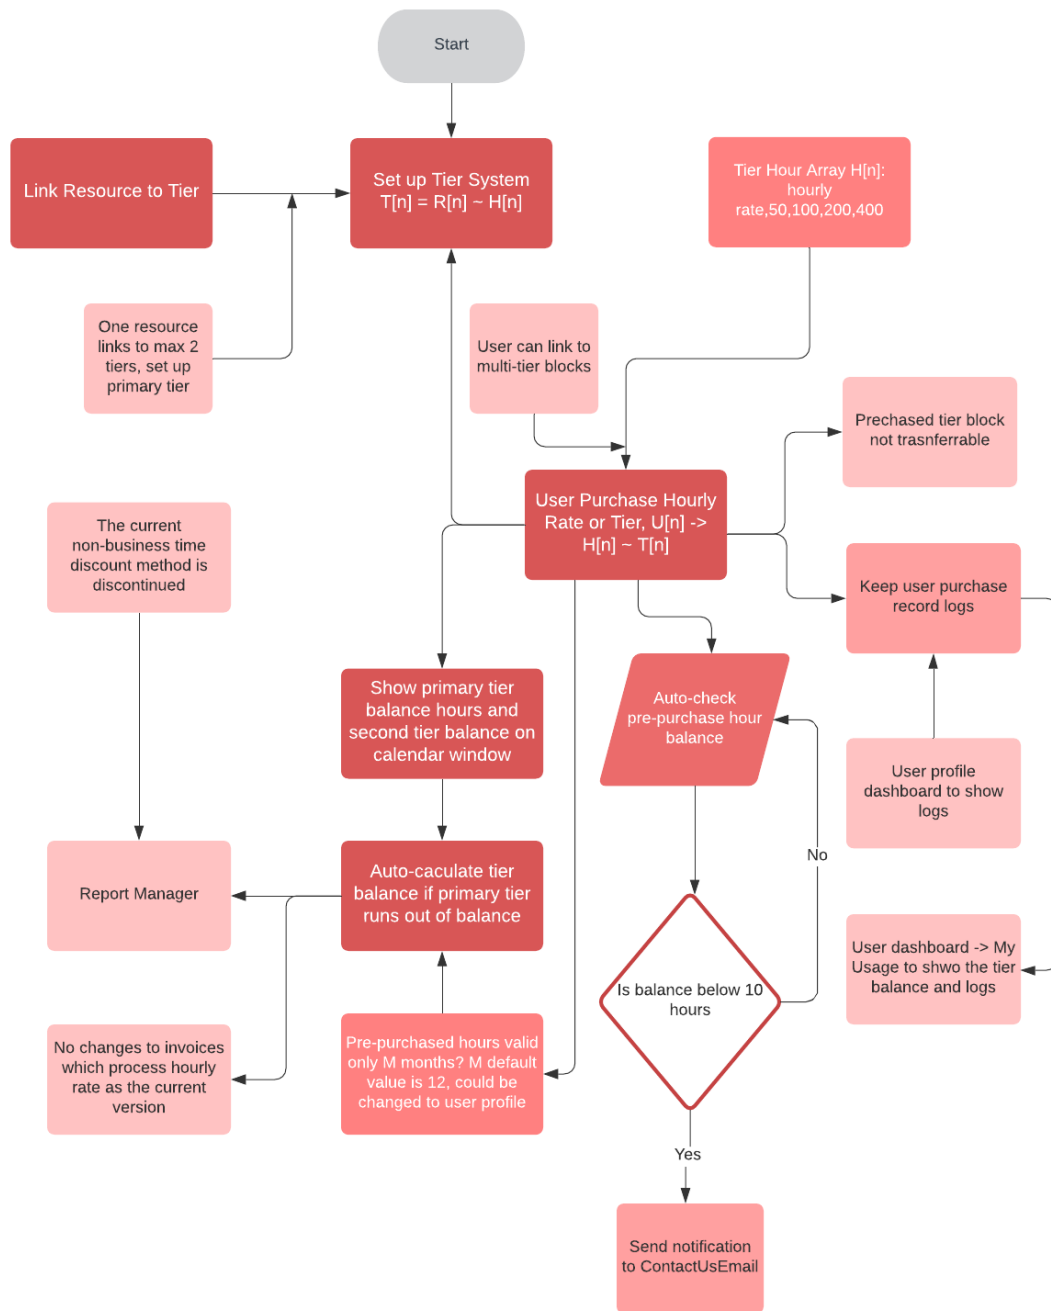 Start
Link Resource to Tier
Set up Tier System
T[n] = R[n] ~ H[n]
Tier Hour Array H[n]:
hourly
rate,50,100,200,400
One resource
links to max 2
tiers, set up
primary tier
User can link to
multi-tier blocks
Prechased tier block
not trasnferrable
User Purchase Hourly
Rate or Tier, U[n] ->
H[n] ~ T[n]
The current
non-business time
discount method is
discontinued
Keep user purchase
record logs
Show primary tier
balance hours and
second tier balance on
calendar window
Auto-check
pre-purchase hour
balance
User profile
dashboard to show
logs
No
Report Manager
Auto-caculate tier
balance if primary tier
runs out of balance
User dashboard -> My
Usage to shwo the tier
balance and logs
Is balance below 10
hours
No changes to invoices
which process hourly
rate as the current
version
Pre-purchased hours valid
only M months? M default
value is 12, could be
changed to user profile
Yes
Send notification
to ContactUsEmail